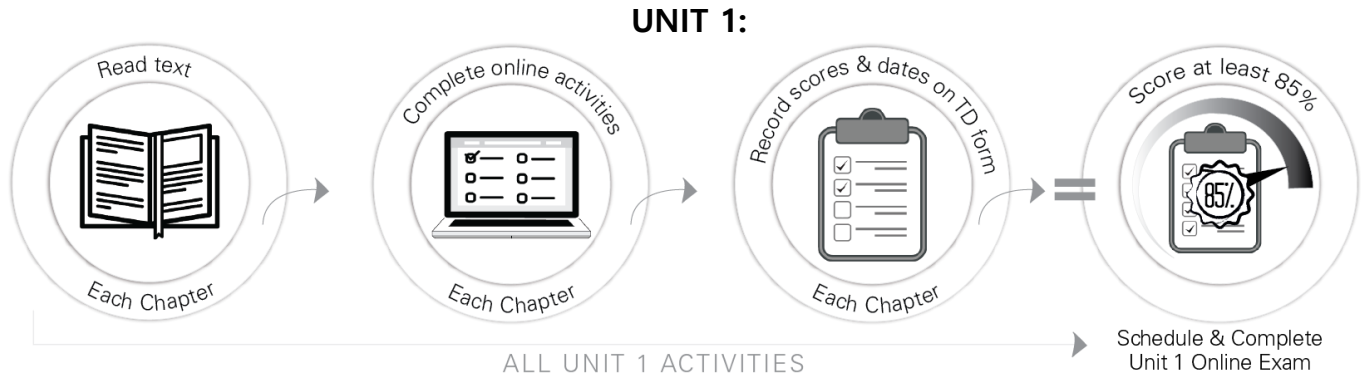 UNIT 1:
Read text
Each Chapter
Complete online activities
Each Chapter
Record scores & dates on TD form
Each Chapter
Score at least 85%
85%
Schedule & Complete
Unit 1 Online Exam
ALL UNIT 1 ACTIVITIES